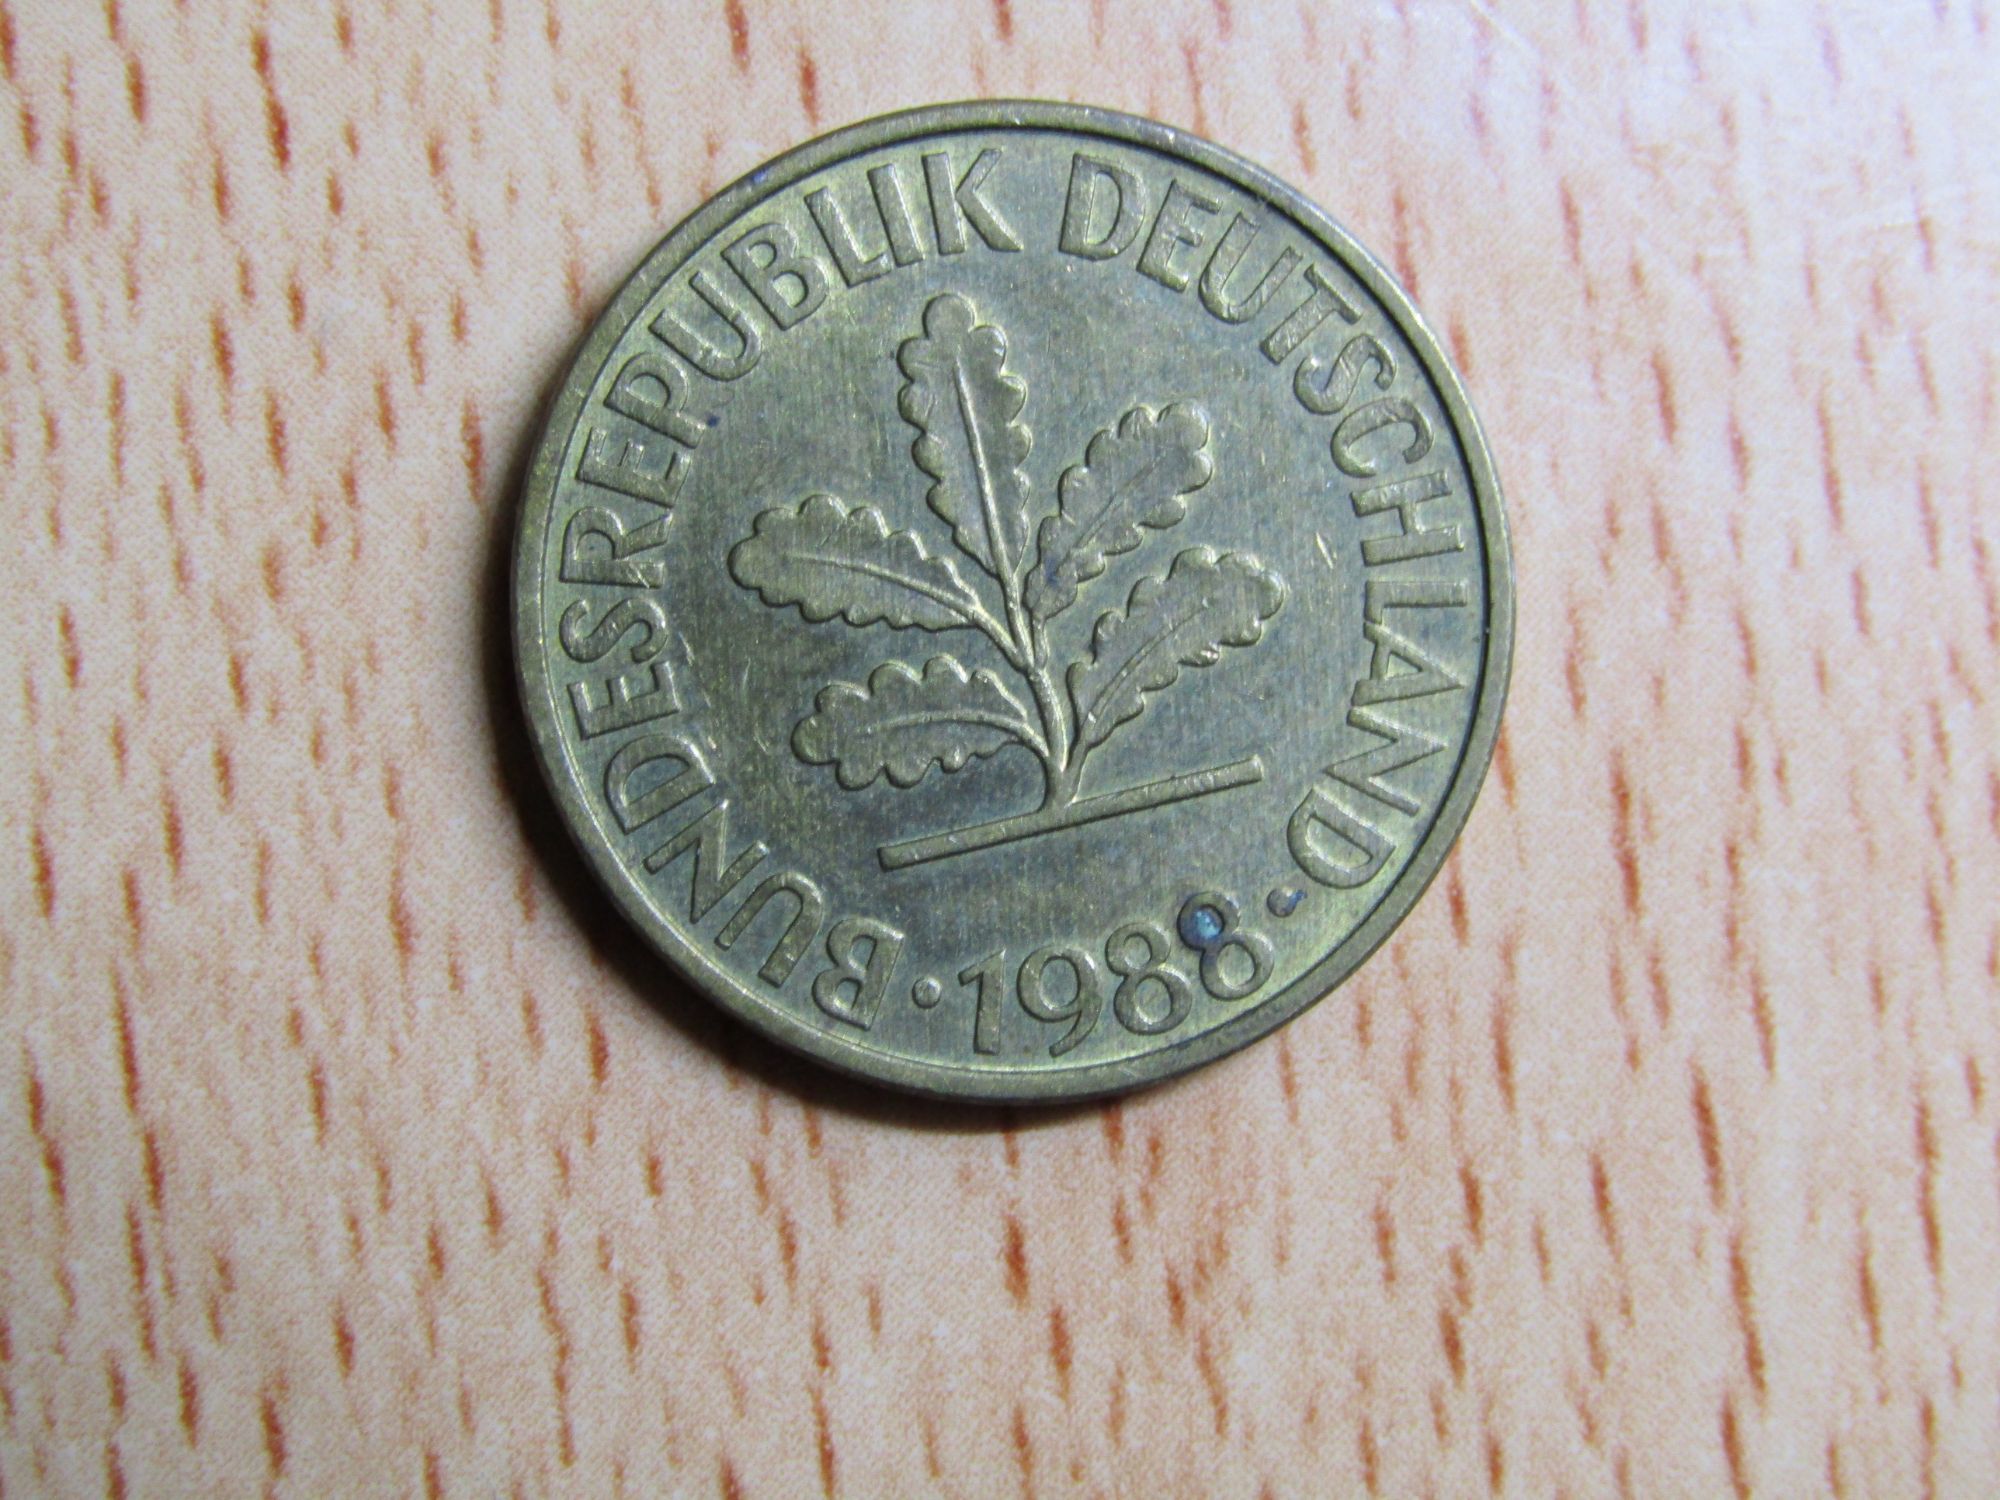 BUNDESREPUBLIK DEUTSCHLAND
· 1988 ·